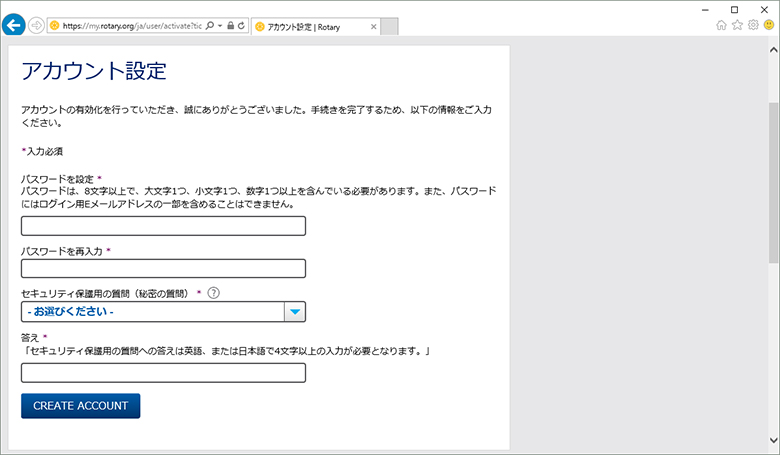 https://my.rotary.org/ja/user/activate?tic
アカウント設定 | Rotary
アカウント設定
アカウントの有効化を行っていただき、誠にありがとうございました。手続きを完了するため、以下の情報をご入力
ください。
*入力必須
パスワードを設定 *
パスワードは、8文字以上で、大文字1つ、小文字1つ、数字1つ以上を含んでいる必要があります。また、パスワード
にはログイン用Eメールアドレスの一部を含めることはできません。
パスワードを再入力 *
セキュリティ保護用の質問（秘密の質問） * ?
- お選びください -
答え *
「セキュリティ保護用の質問への答えは英語、または日本語で4文字以上の入力が必要となります。」
CREATE ACCOUNT